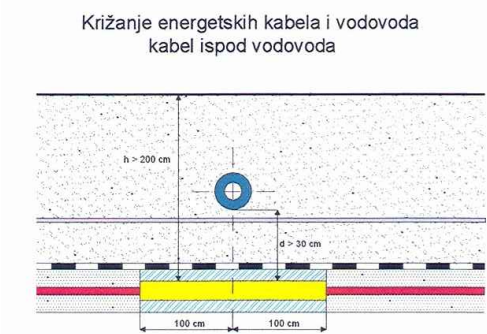 Križanje energetskih kabela i vodovoda
kabel ispod vodovoda
h > 200 cm
d > 30 cm
100 cm
100 cm